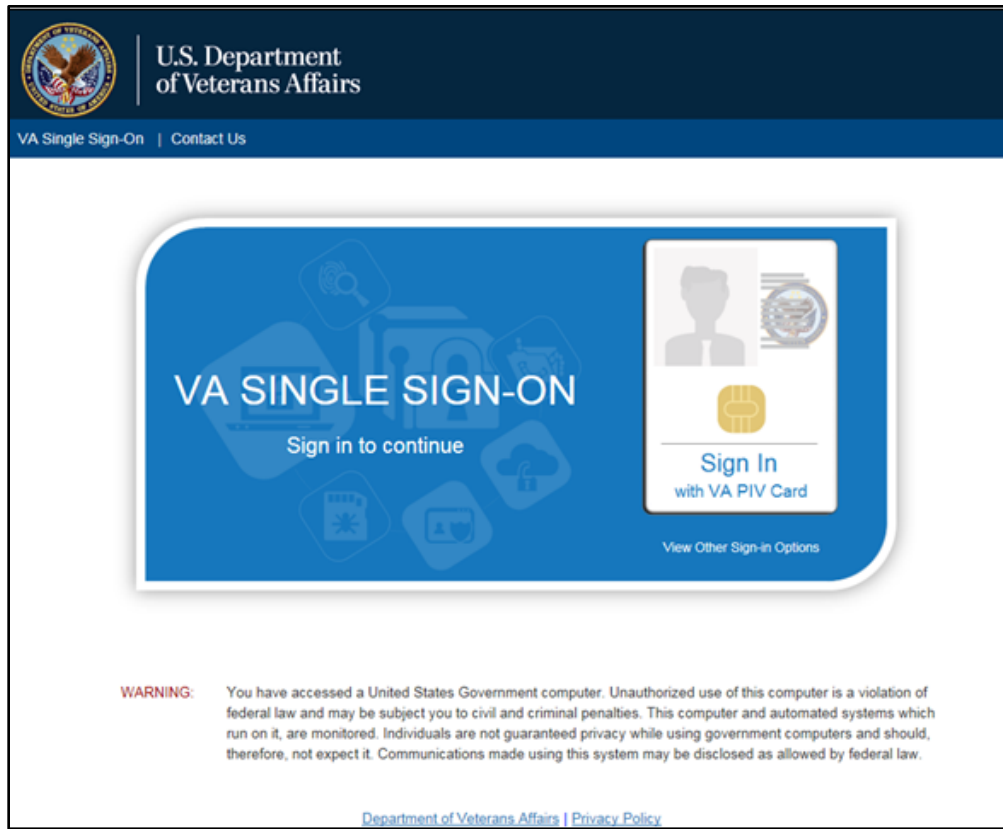 U.S. Department
of Veterans Affairs
VA Single Sign-On | Contact Us
VA SINGLE SIGN-ON
Sign in to continue
Sign In
with VA PIV Card
View Other Sign-in Options
WARNING: You have accessed a United States Government computer. Unauthorized use of this computer is a violation of
federal law and may be subject you to civil and criminal penalties. This computer and automated systems which
run on it, are monitored. Individuals are not guaranteed privacy while using government computers and should,
therefore, not expect it. Communications made using this system may be disclosed as allowed by federal law.
Department of Veterans Affairs | Privacy Policy